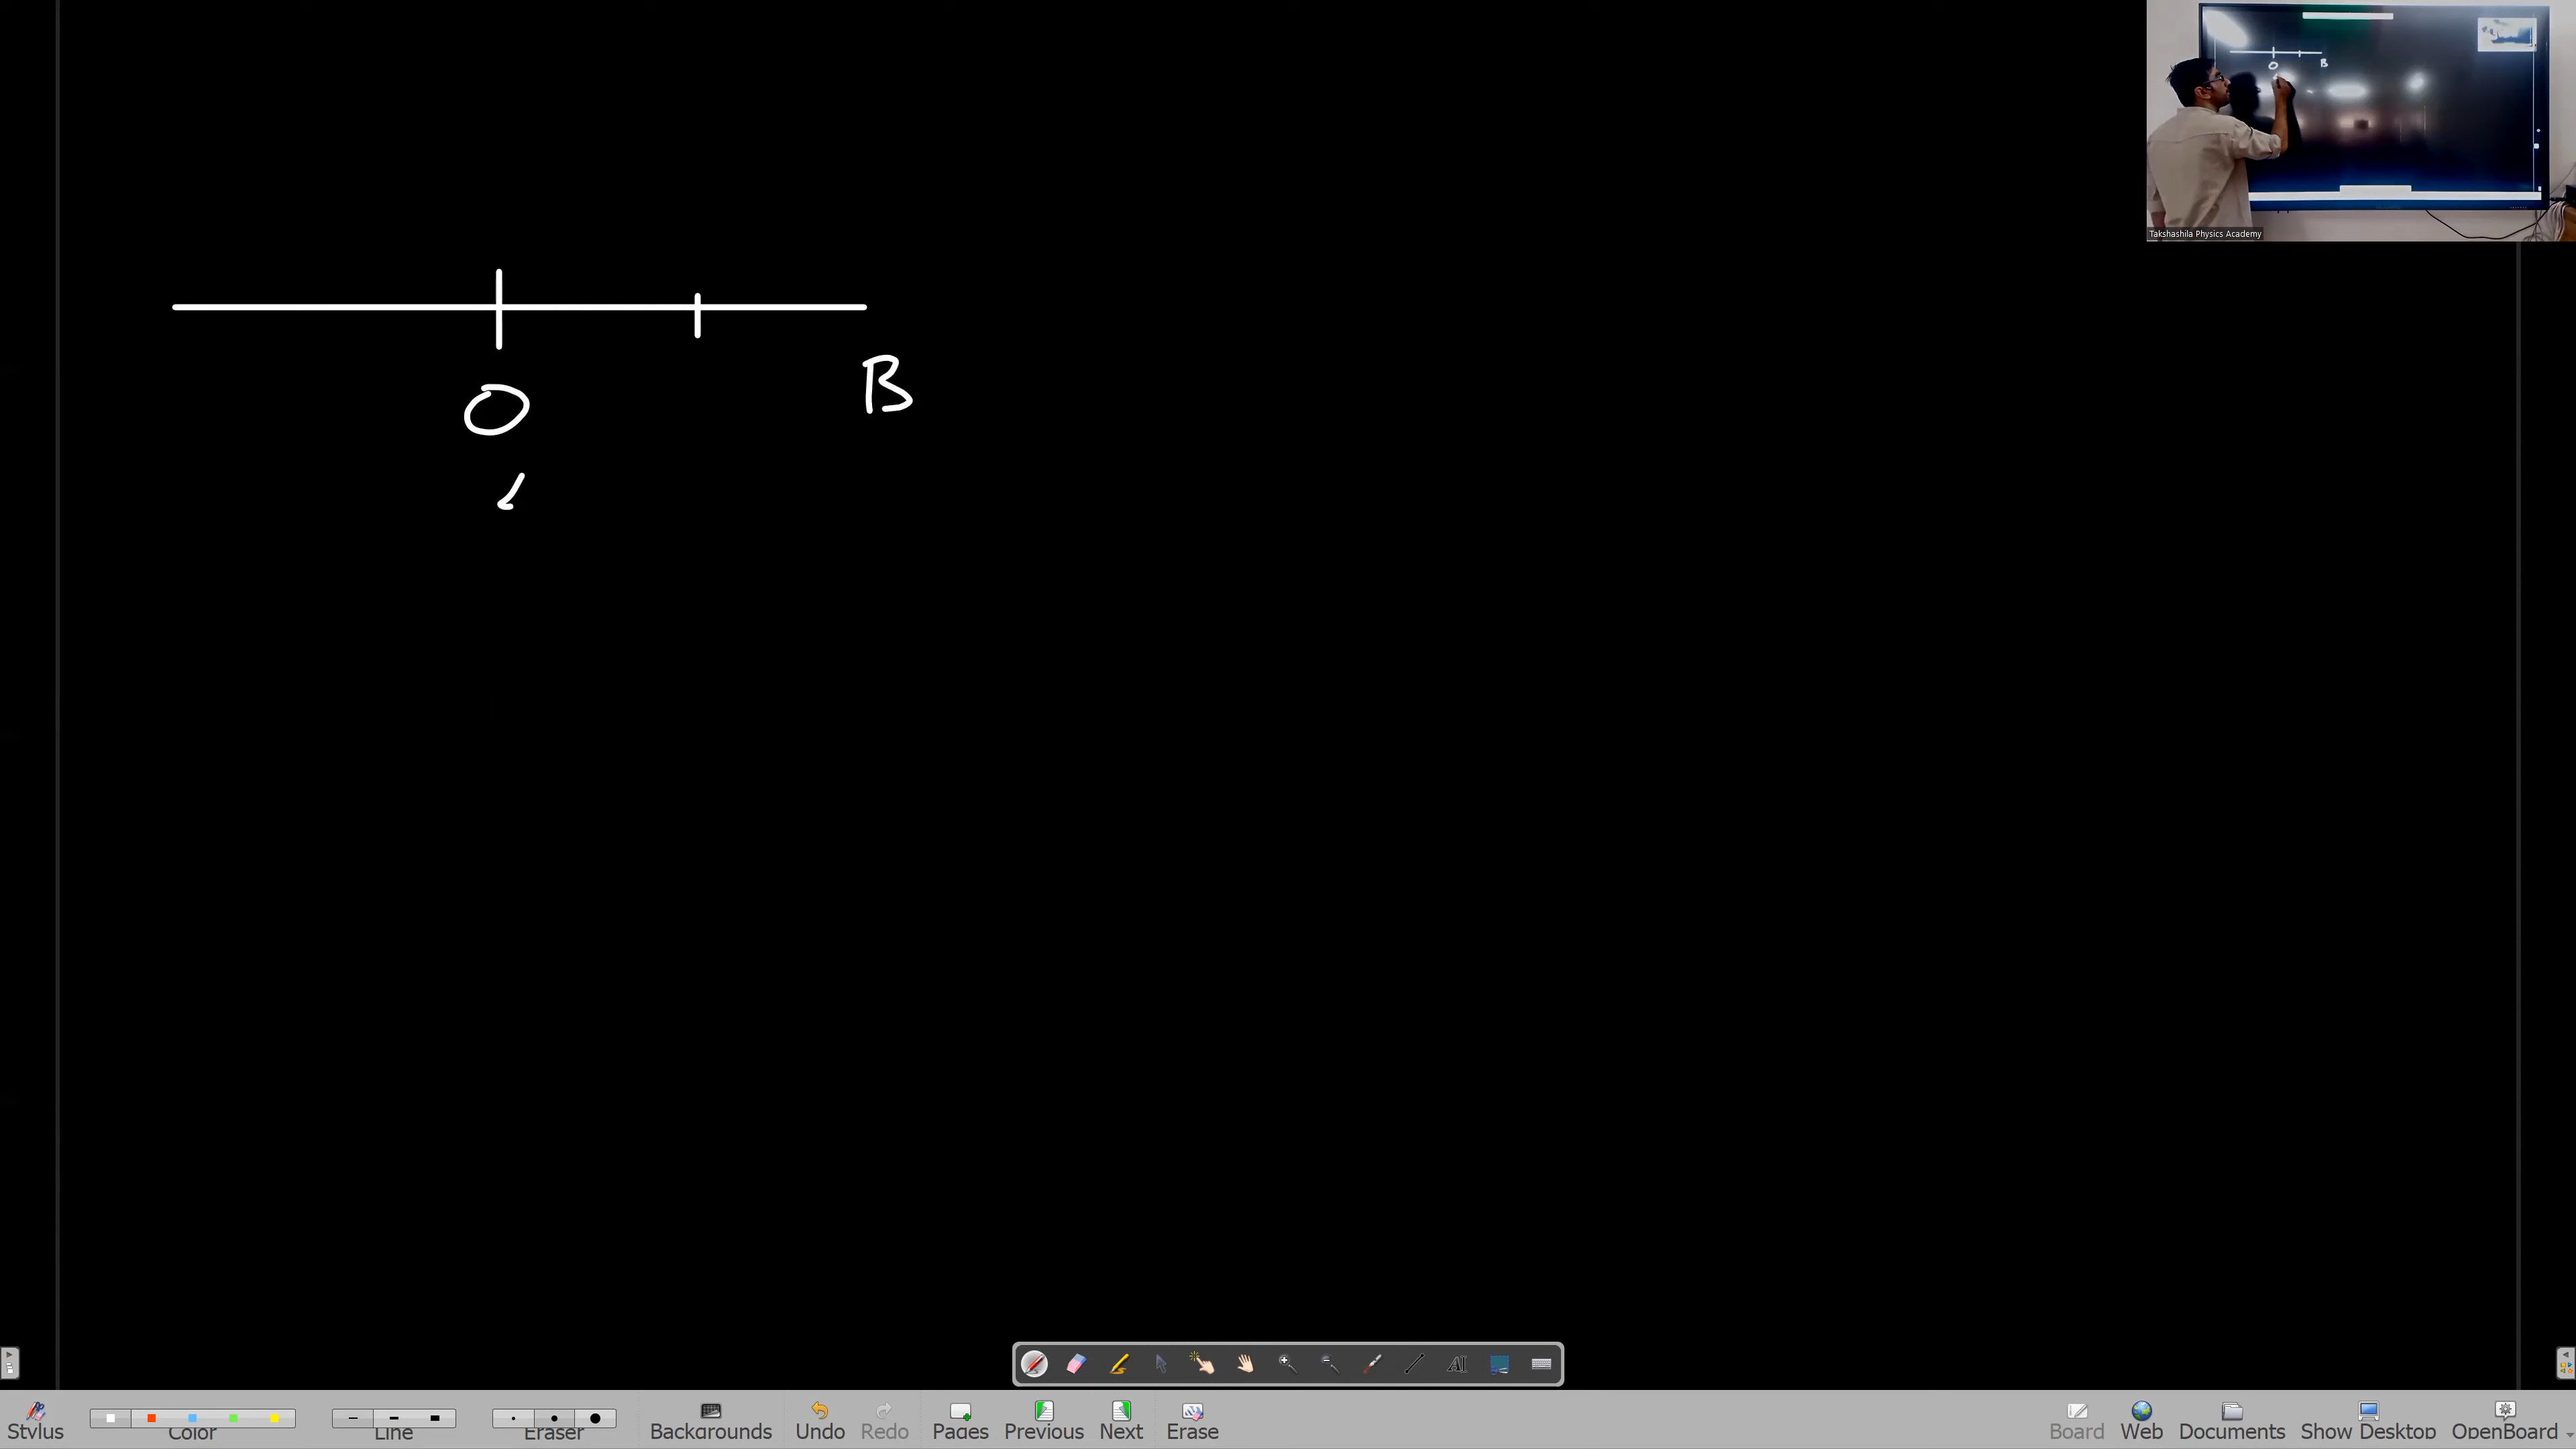 Takshashila Physics Academy
O B
Stylus Color Line Eraser Backgrounds Undo Redo Pages Previous Next Erase Board Web Documents Show Desktop OpenBoard